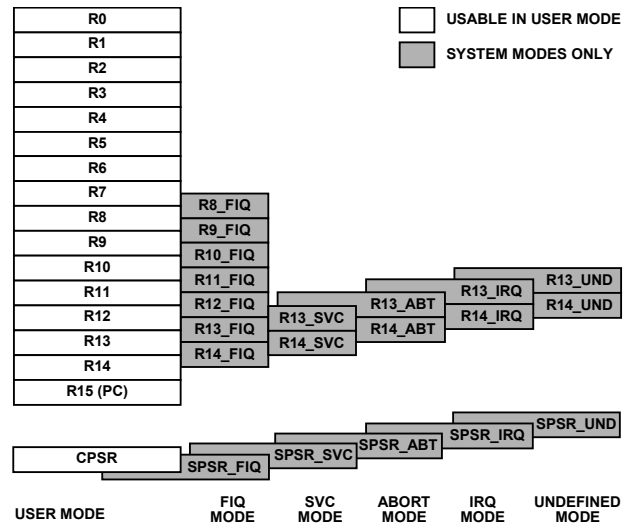 R0
R1
R2
R3
R4
R5
R6
R7
R8
R9
R10
R11
R12
R13
R14
R15 (PC)
R8_FIQ
R9_FIQ
R10_FIQ
R11_FIQ
R12_FIQ
R13_FIQ
R14_FIQ
R13_SVC
R14_SVC
R13_ABT
R14_ABT
R13_IRQ
R14_IRQ
R13_UND
R14_UND
USABLE IN USER MODE
SYSTEM MODES ONLY
CPSR
SPSR_FIQ
SPSR_SVC
SPSR_ABT
SPSR_IRQ
SPSR_UND
USER MODE
FIQ
MODE
SVC
MODE
ABORT
MODE
IRQ
MODE
UNDEFINED
MODE